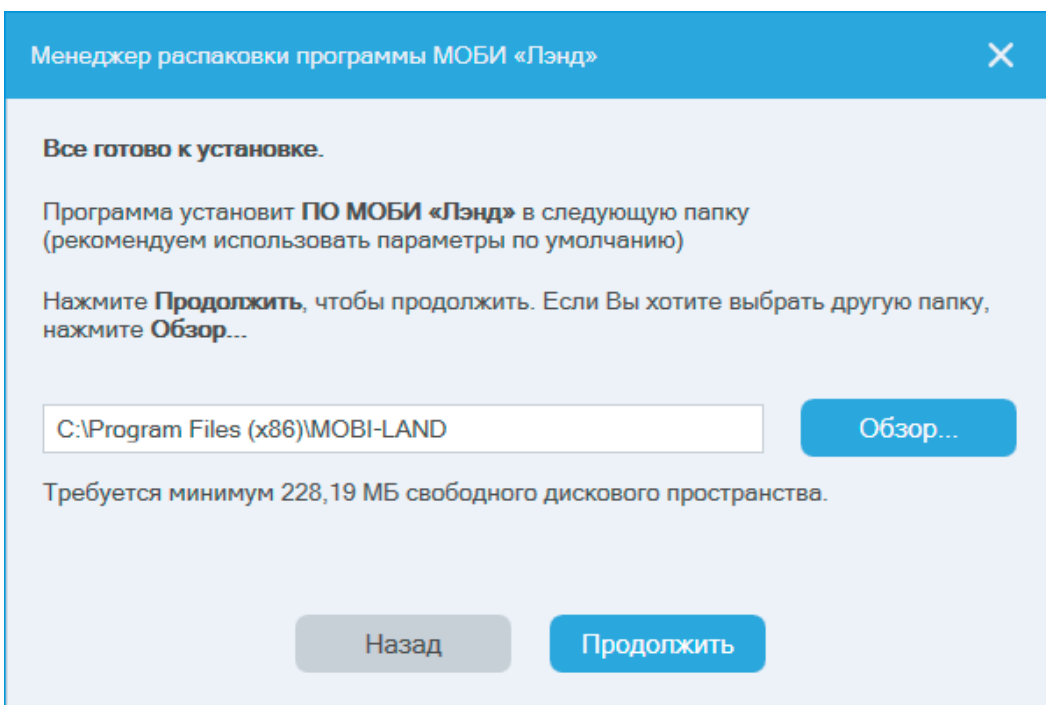 Менеджер распаковки программы МОБИ «Лэнд»
Все готово к установке.
Программа установит ПО МОБИ «Лэнд» в следующую папку
(рекомендуем использовать параметры по умолчанию)
Нажмите Продолжить, чтобы продолжить. Если Вы хотите выбрать другую папку,
нажмите Обзор...
C:\Program Files (x86)\MOBI-LAND
Обзор...
Требуется минимум 228,19 МБ свободного дискового пространства.
Назад
Продолжить